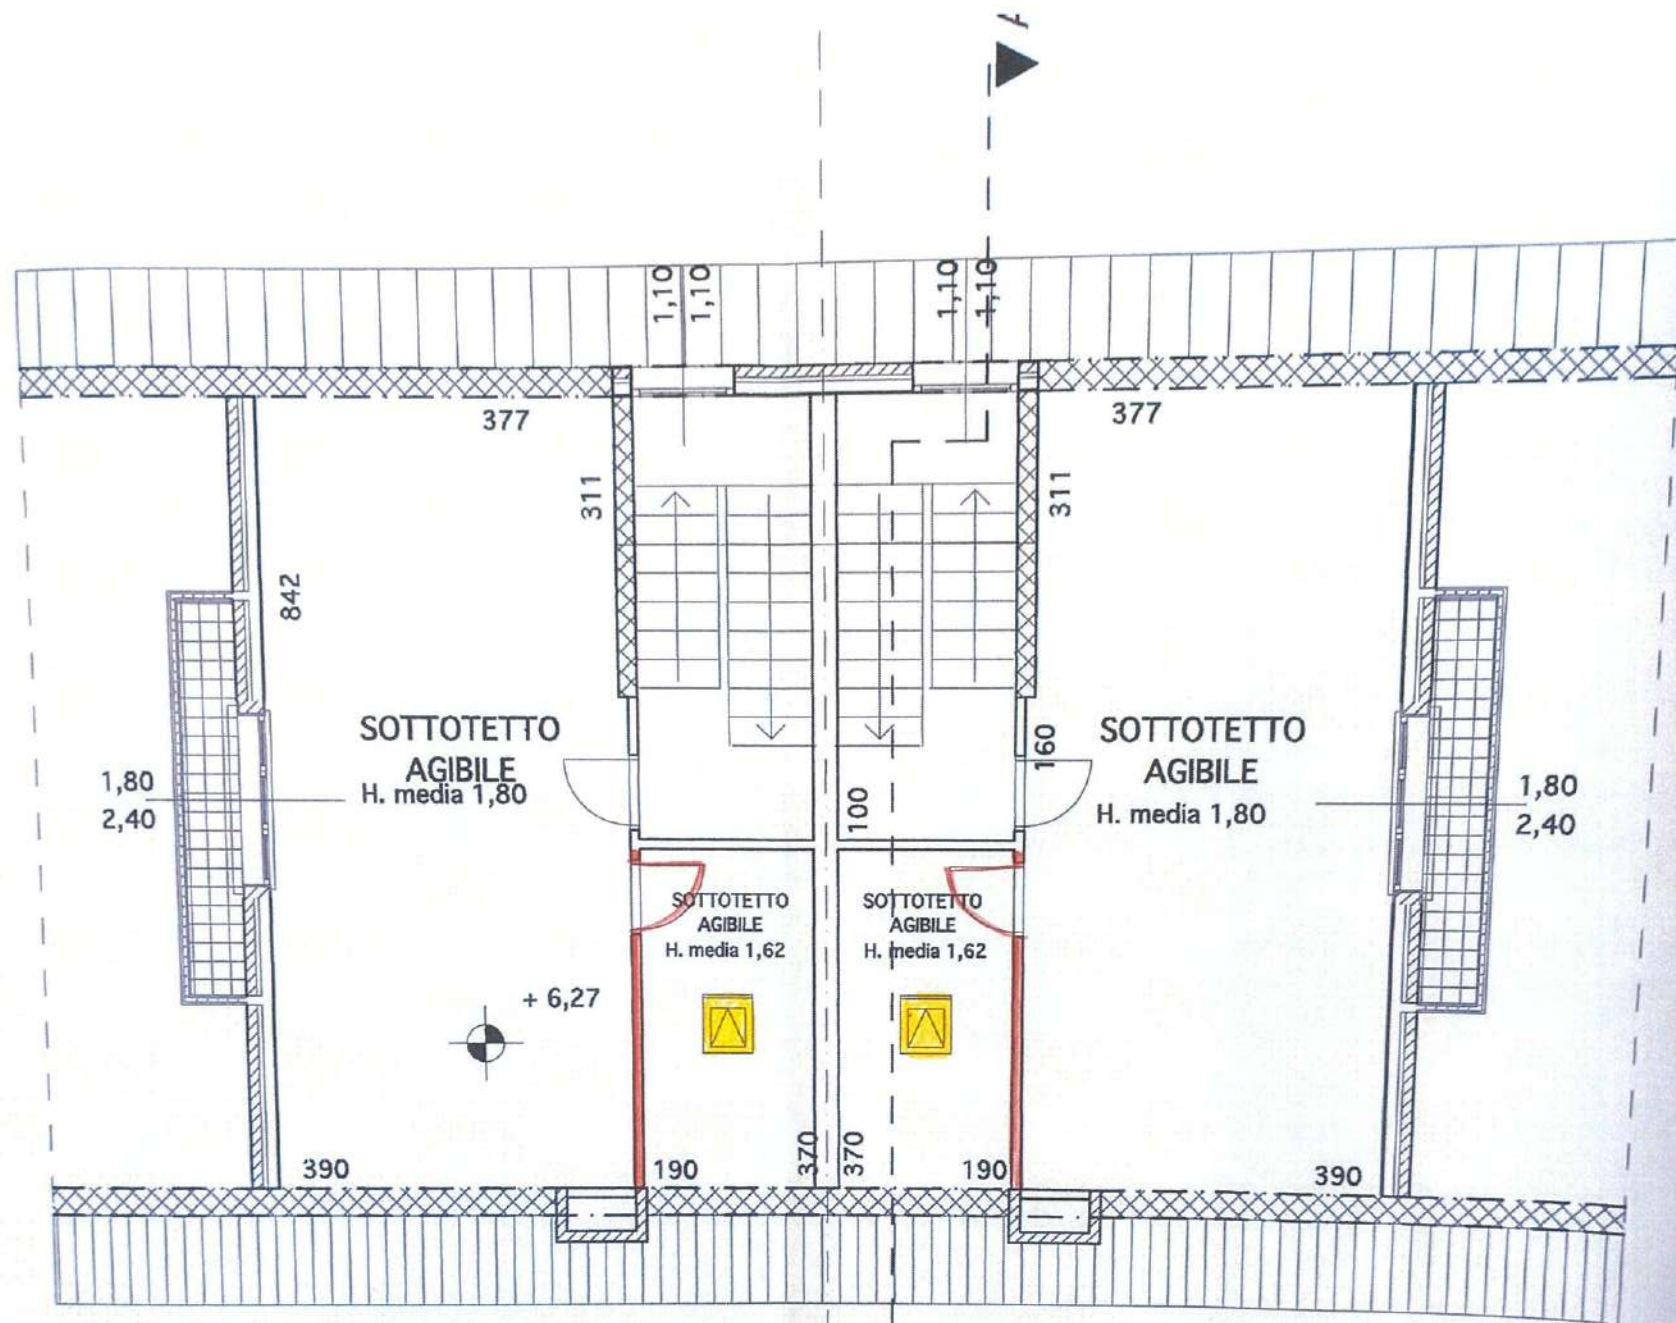 A
1,10
1,10
1,10
1,10
377
377
311
311
842
SOTTOTETTO
AGIBILE
H. media 1,80
SOTTOTETTO
AGIBILE
H. media 1,80
1,80
2,40
160
100
1,80
2,40
SOTTOTETTO
AGIBILE
H. media 1,62
SOTTOTETTO
AGIBILE
H. media 1,62
+ 6,27
390
190
370
370
190
390